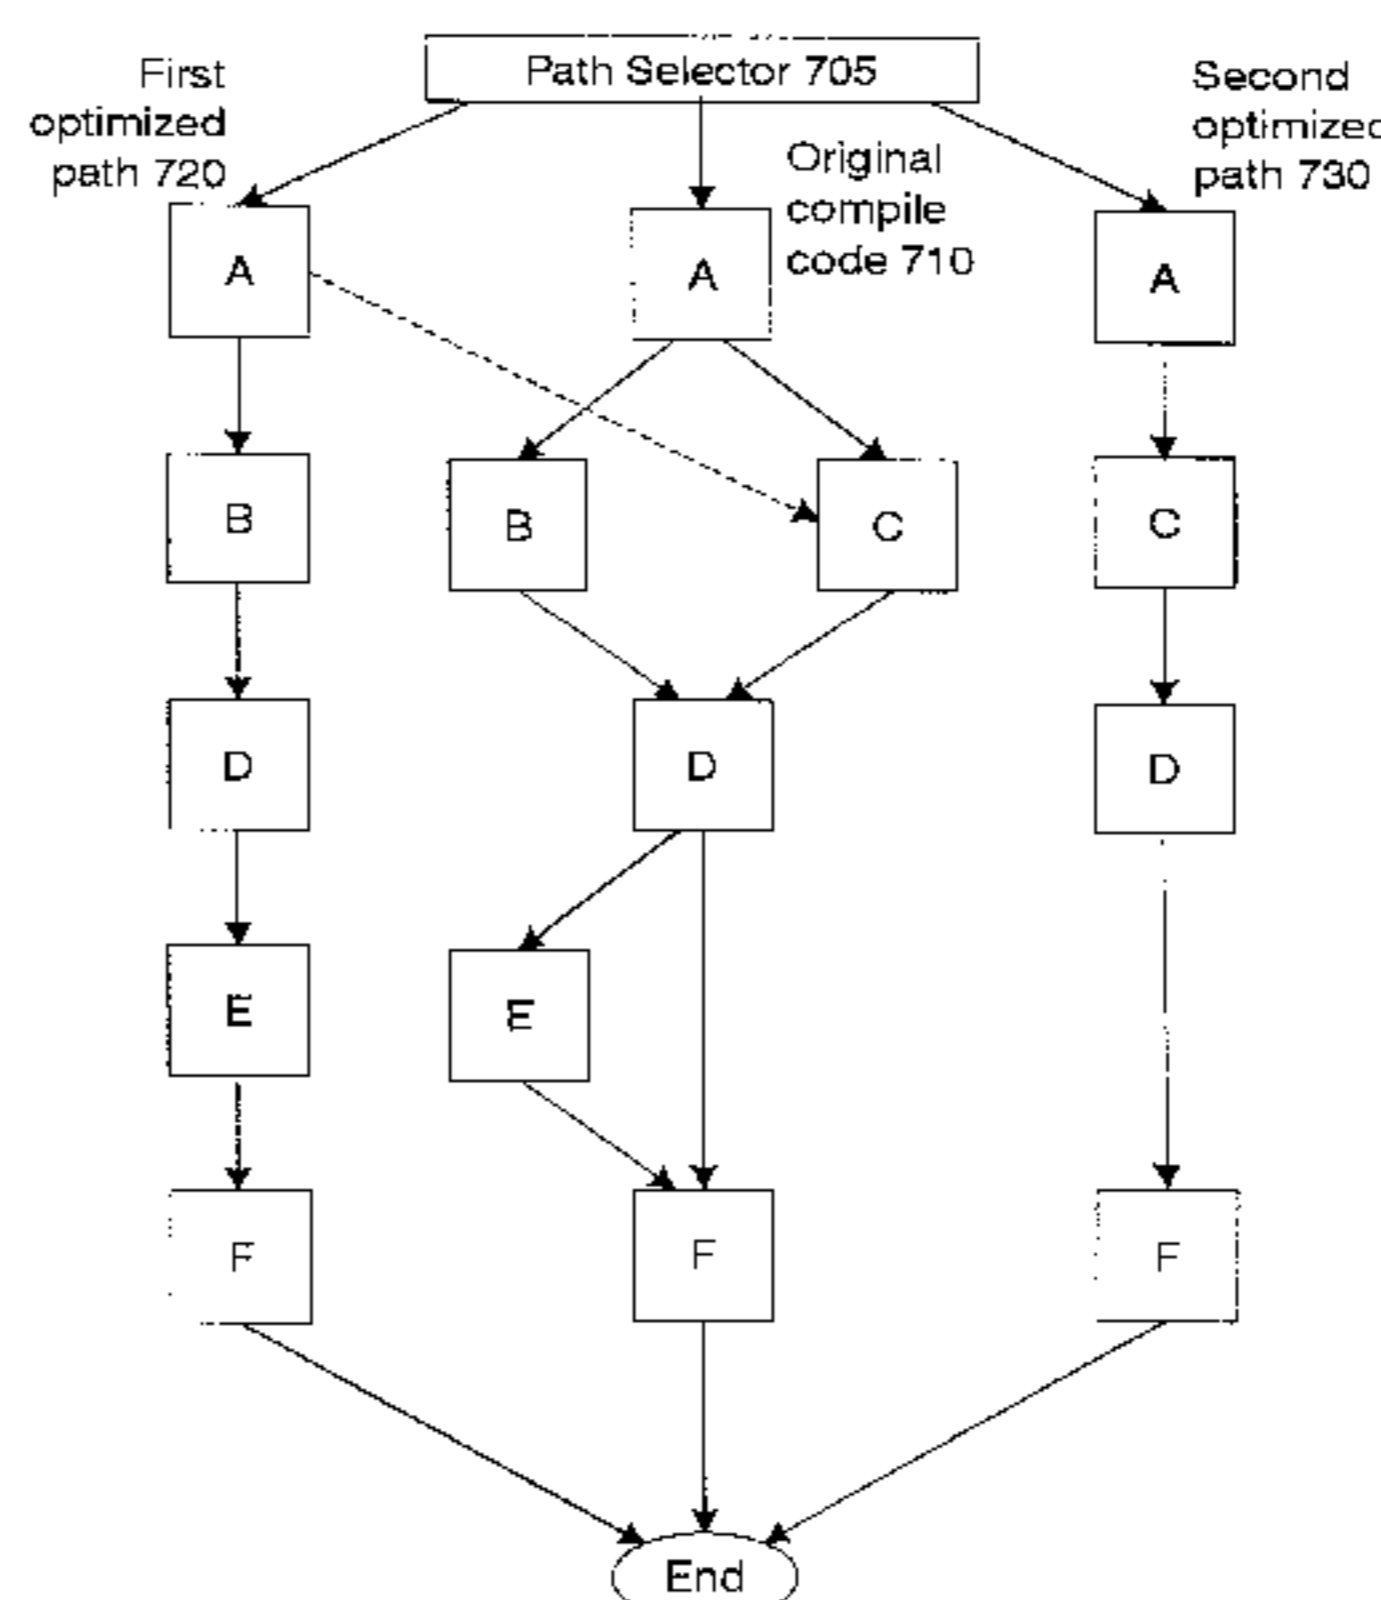 Path Selector 705
First
optimized
path 720
Original
compile
code 710
Second
optimized
path 730
A
A
A
B
B
C
C
D
D
D
E
E
F
F
F
End